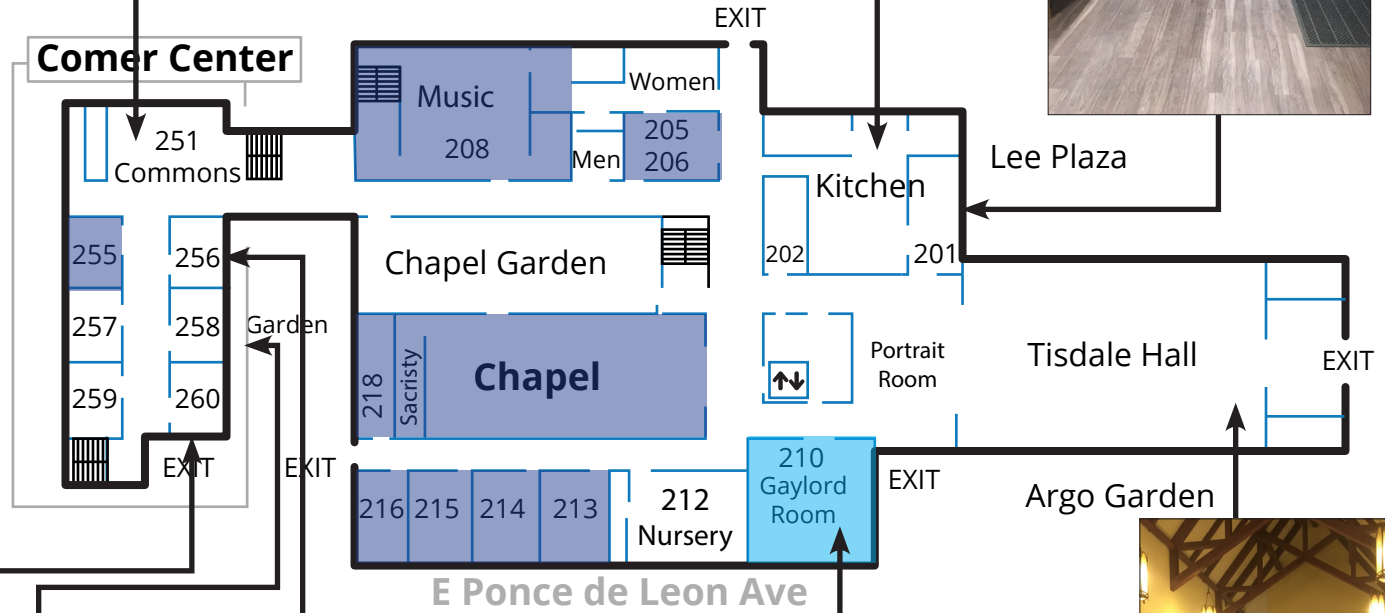 EXIT
Comer Center
Women
Music
251
Commons
208
Men
205
206
Kitchen
Lee Plaza
255
256
Chapel Garden
202
201
257
258
Garden
Portrait
Room
Tisdale Hall
EXIT
218
Sacristy
Chapel
259
260
EXIT
EXIT
210
Gaylord
Room
EXIT
Argo Garden
216
215
214
213
212
Nursery
E Ponce de Leon Ave